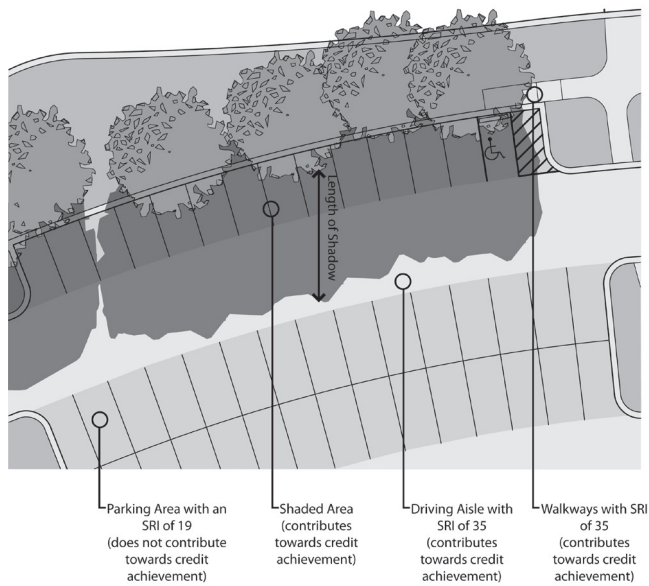 Length of Shadow
Parking Area with an
SRI of 19
(does not contribute
towards credit
achievement)
Shaded Area
(contributes
towards credit
achievement)
Driving Aisle with
SRI of 35
(contributes
towards credit
achievement)
Walkways with SRI
of 35
(contributes
towards credit
achievement)